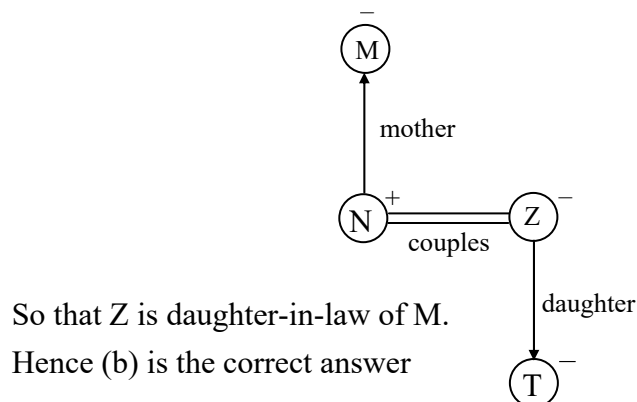 −
M
mother
N + Z −
couples
daughter
So that Z is daughter-in-law of M.
Hence (b) is the correct answer
T −